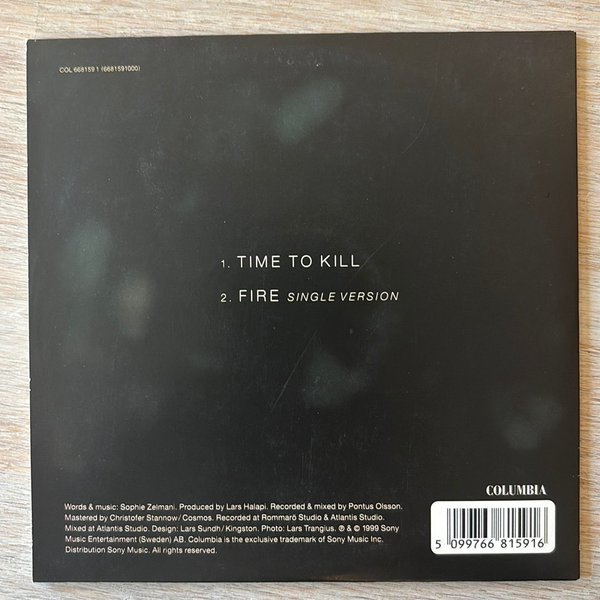 COL 668159 1 (6681591000)
1. TIME TO KILL
2. FIRE SINGLE VERSION
COLUMBIA
Words & music: Sophie Zelmani. Produced by Lars Halapi. Recorded & mixed by Pontus Olsson.
Mastered by Christofer Stannow/Cosmos. Recorded at Rommarö Studio & Atlantis Studio.
Mixed at Atlantis Studio. Design: Lars Sundh/Kingston. Photo: Lars Trangius. ℗ & © 1999 Sony
Music Entertainment (Sweden) AB. Columbia is the exclusive trademark of Sony Music Inc.
Distribution Sony Music. All rights reserved.
5 099766 815916